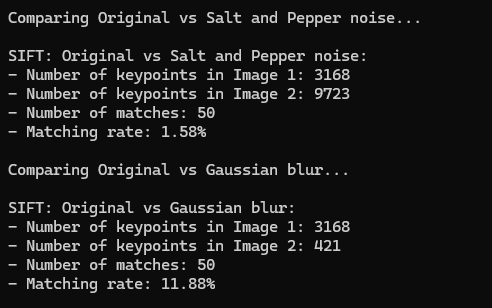 Comparing Original vs Salt and Pepper noise...
SIFT: Original vs Salt and Pepper noise:
- Number of keypoints in Image 1: 3168
- Number of keypoints in Image 2: 9723
- Number of matches: 50
- Matching rate: 1.58%
Comparing Original vs Gaussian blur...
SIFT: Original vs Gaussian blur:
- Number of keypoints in Image 1: 3168
- Number of keypoints in Image 2: 421
- Number of matches: 50
- Matching rate: 11.88%